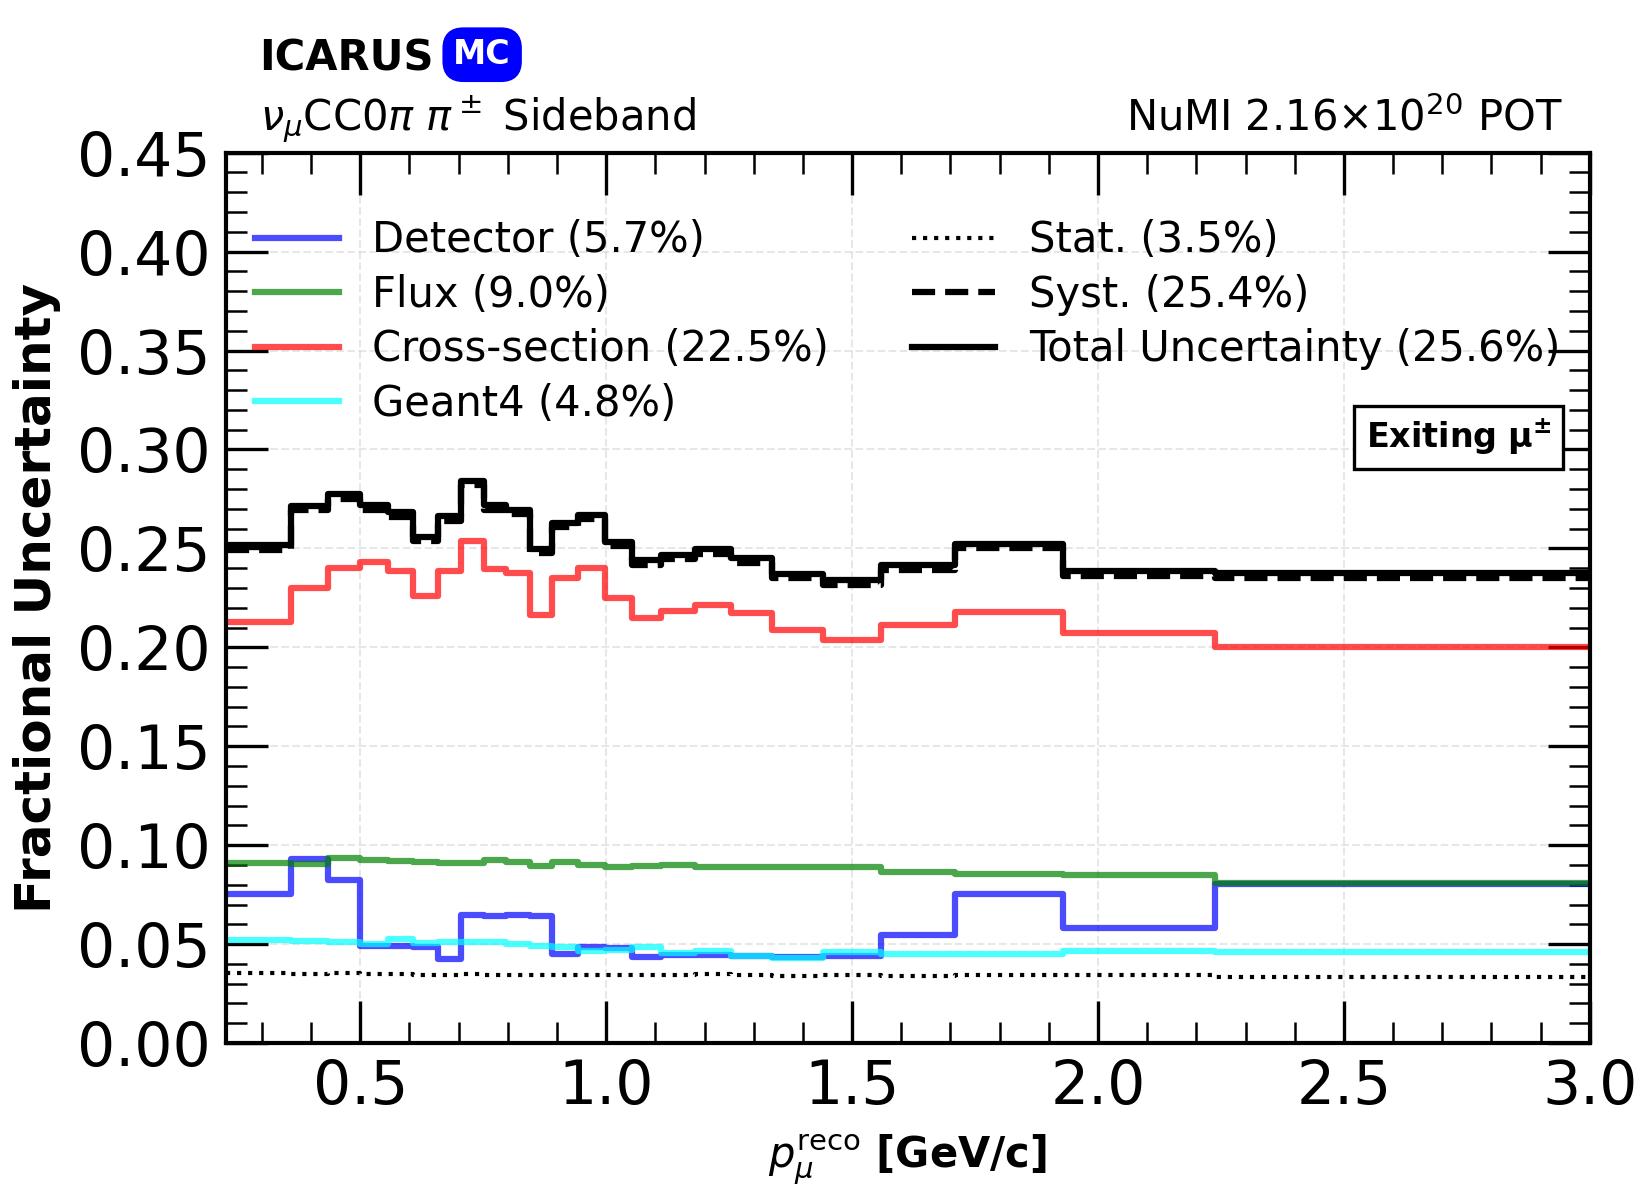 ICARUS MC
νμCC0π π± Sideband
NuMI 2.16×10²⁰ POT
Fractional Uncertainty
0.45
0.40
0.35
0.30
0.25
0.20
0.15
0.10
0.05
0.00
Detector (5.7%)
Flux (9.0%)
Cross-section (22.5%)
Geant4 (4.8%)
Stat. (3.5%)
Syst. (25.4%)
Total Uncertainty (25.6%)
Exiting μ±
0.5 1.0 1.5 2.0 2.5 3.0
pμ^reco [GeV/c]